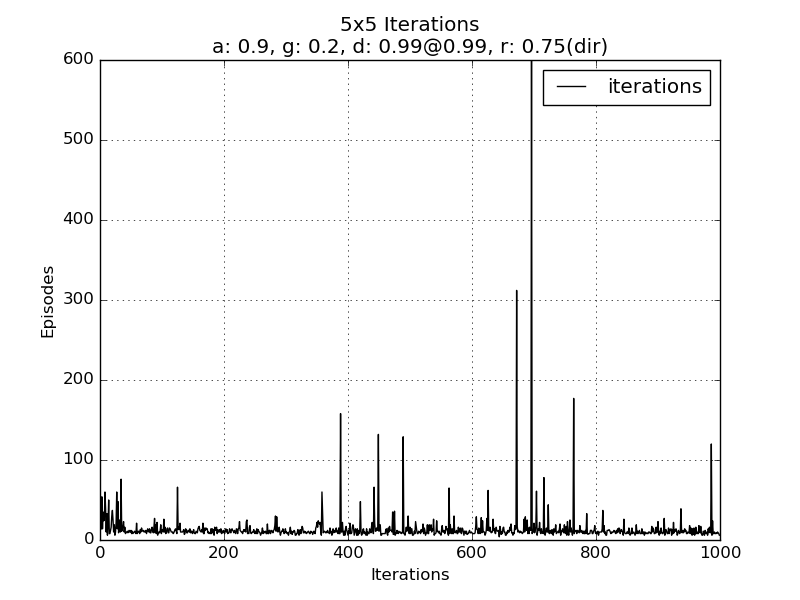 5x5 Iterations
a: 0.9, g: 0.2, d: 0.99@0.99, r: 0.75(dir)
600
iterations
500
400
300
Episodes
200
100
0
0 200 400 600 800 1000
Iterations